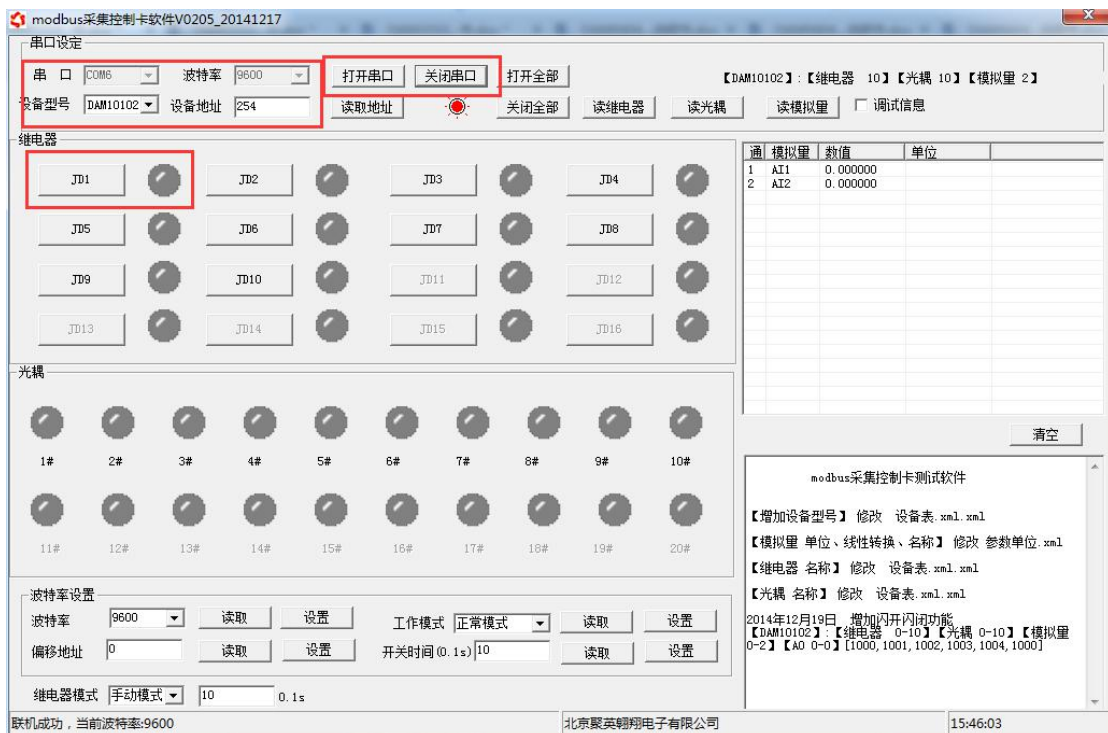 modbus采集控制卡软件V0205_20141217
串口设定
串 口 COM6 波特率 9600 打开串口 关闭串口 打开全部 【DAM10102】:【继电器 10】【光耦 10】【模拟量 2】
设备型号 DAM10102 设备地址 254 读取地址 关闭全部 读继电器 读光耦 读模拟量 调试信息
继电器
JD1 JD2 JD3 JD4
JD5 JD6 JD7 JD8
JD9 JD10 JD11 JD12
JD13 JD14 JD15 JD16
通 模拟量 数值 单位
1 AI1 0.000000
2 AI2 0.000000
光耦
1# 2# 3# 4# 5# 6# 7# 8# 9# 10#
11# 12# 13# 14# 15# 16# 17# 18# 19# 20#
清空
modbus采集控制卡测试软件
【增加设备型号】 修改 设备表.xml.xml
【模拟量 单位、线性转换、名称】 修改 参数单位.xml
【继电器 名称】 修改 设备表.xml.xml
【光耦 名称】 修改 设备表.xml.xml
2014年12月19日 增加闪开闪闭功能
【DAM10102】:【继电器 0-10】【光耦 0-10】【模拟量
0-2】【AO 0-0】[1000,1001,1002,1003,1004,1000]
波特率设置
波特率 9600 读取 设置 工作模式 正常模式 读取 设置
偏移地址 0 读取 设置 开关时间(0.1s) 10 读取 设置
继电器模式 手动模式 10 0.1s
联机成功,当前波特率:9600 北京聚英翱翔电子有限公司 15:46:03